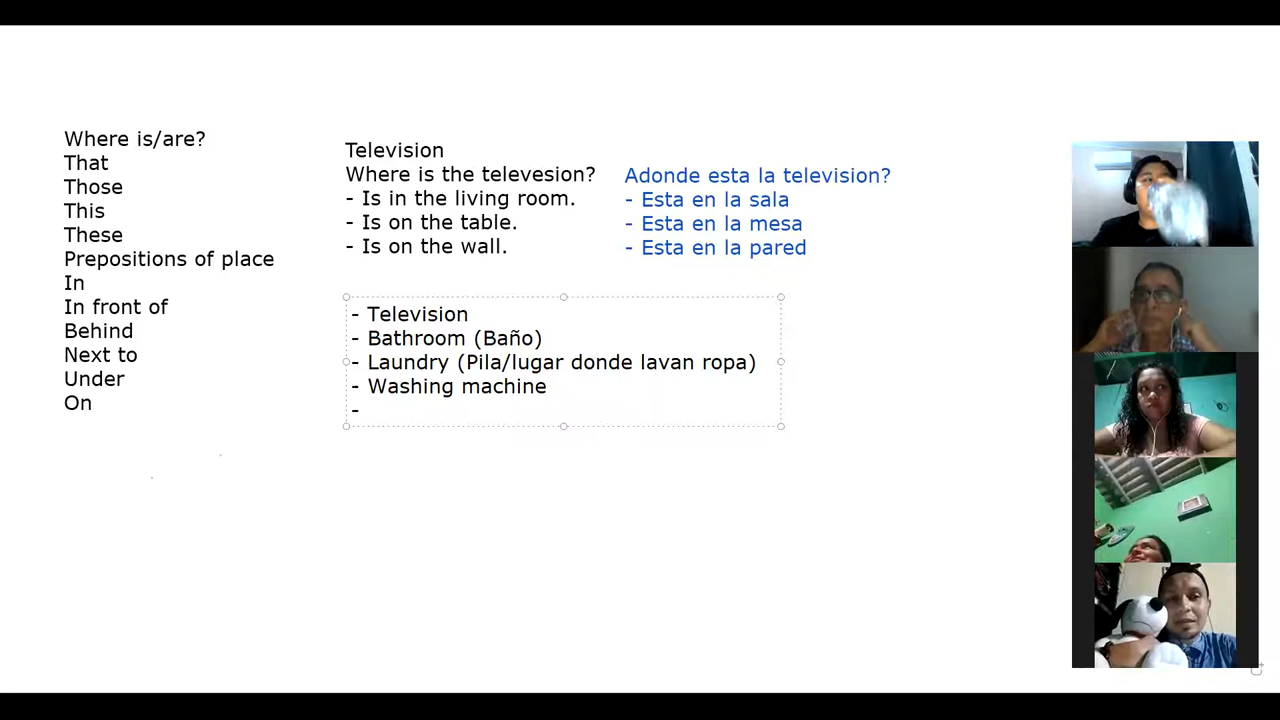 Where is/are?
That
Those
This
These
Prepositions of place
In
In front of
Behind
Next to
Under
On
Television
Where is the televesion?
- Is in the living room.
- Is on the table.
- Is on the wall.
Adonde esta la television?
- Esta en la sala
- Esta en la mesa
- Esta en la pared
- Television
- Bathroom (Baño)
- Laundry (Pila/lugar donde lavan ropa)
- Washing machine
-